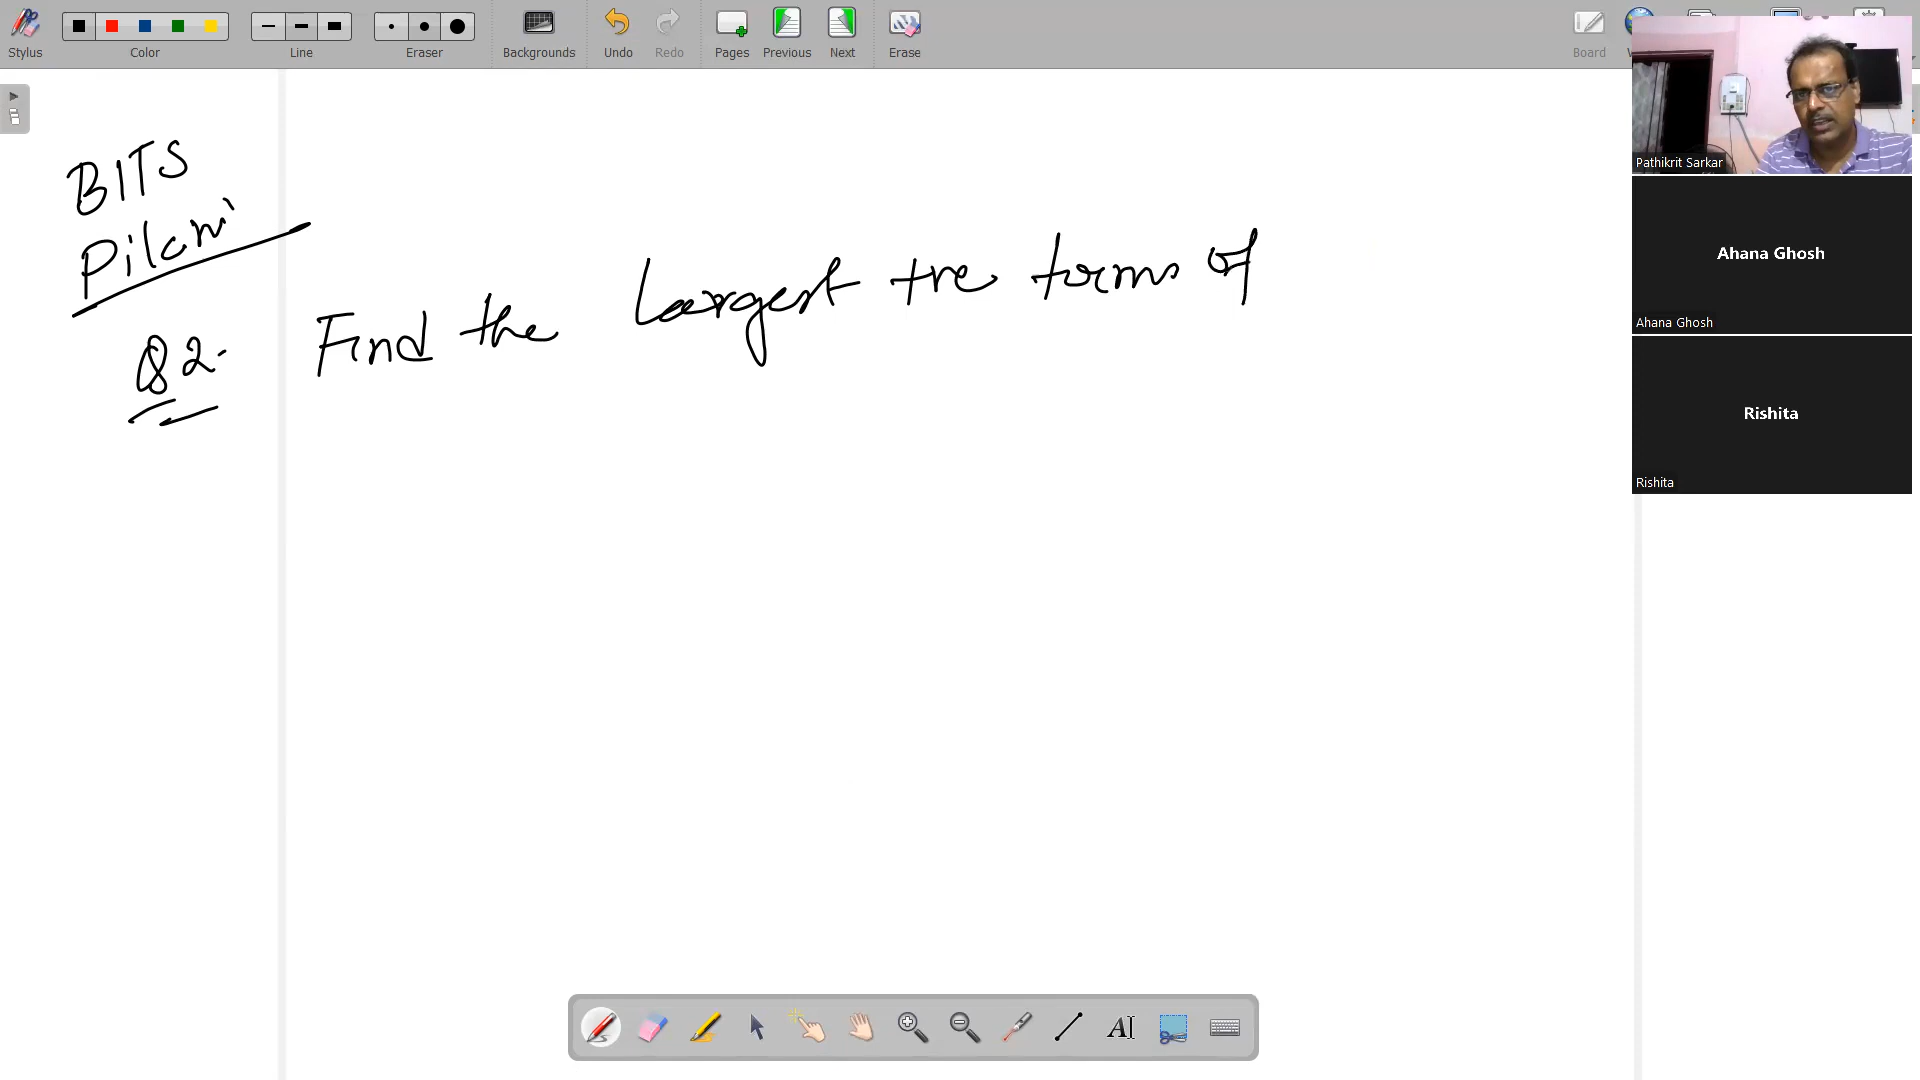 Stylus Color Line Eraser Backgrounds Undo Redo Pages Previous Next Erase Board
BITS
Pilani
Q2. Find the largest +ve terms of
Pathikrit Sarkar
Ahana Ghosh
Ahana Ghosh
Rishita
Rishita